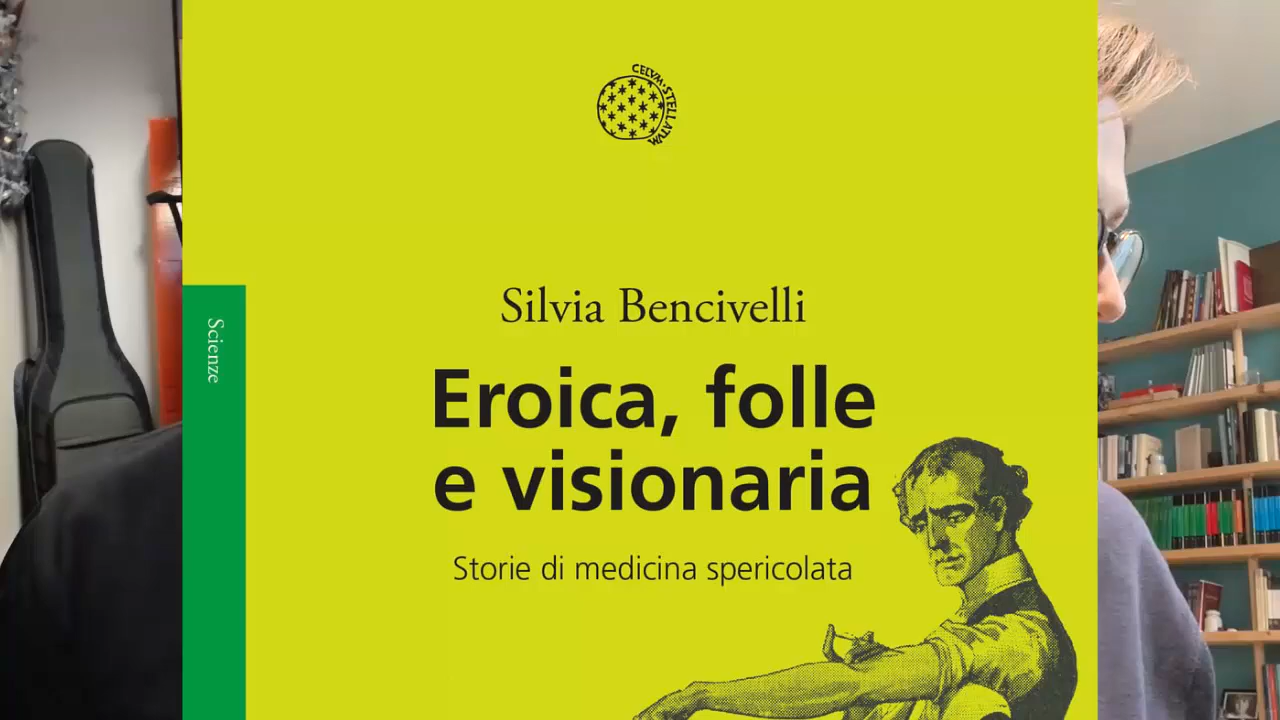 CELVM·STELLATVM
Silvia Bencivelli
Eroica, folle
e visionaria
Storie di medicina spericolata
Scienze